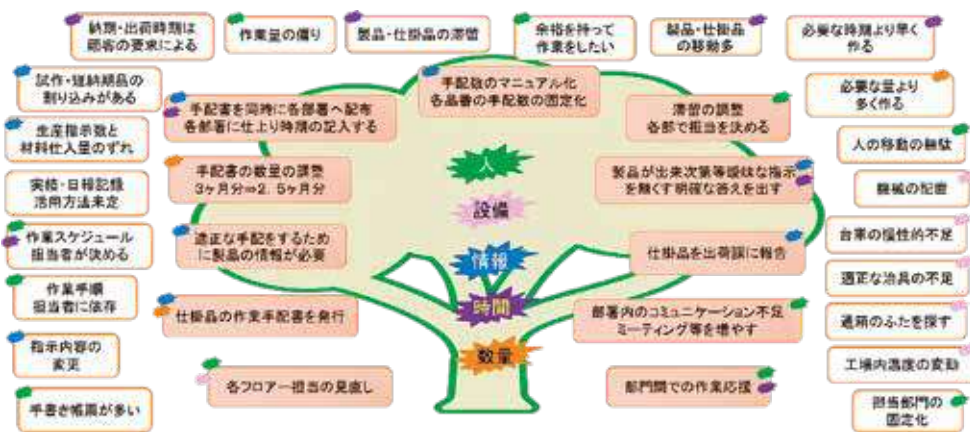 納期・出荷時期は
顧客の要求による
作業量の偏り
製品・仕掛品の滞留
余裕を持って
作業をしたい
製品・仕掛品
の移動多
必要な時期より早く
作る
試作・短納期品の
割り込みがある
手配書を同時に各部署へ配布
各部署に仕上り時期の記入する
手配数のマニュアル化
各品番の手配数の固定化
滞留の調整
各部で担当を決める
必要な量より
多く作る
生産指示数と
材料仕入量のずれ
人の移動の無駄
手配書の数量の調整
3ヶ月分⇒2.5ヶ月分
人
製品が出来次第等曖昧な指示
を無くす明確な答えを出す
実績・日報記録
活用方法未定
機械の配置
設備
作業スケジュール
担当者が決める
適正な手配をするため
に製品の情報が必要
情報
仕掛品を出荷課に報告
台車の慢性的不足
作業手順
担当者に依存
適正な治具の不足
仕掛品の作業手配書を発行
時間
部署内のコミュニケーション不足
ミーティング等を増やす
通箱のふたを探す
指示内容の
変更
数量
工場内温度の変動
各フロアー担当の見直し
部門間での作業応援
手書き帳票が多い
担当部門の
固定化